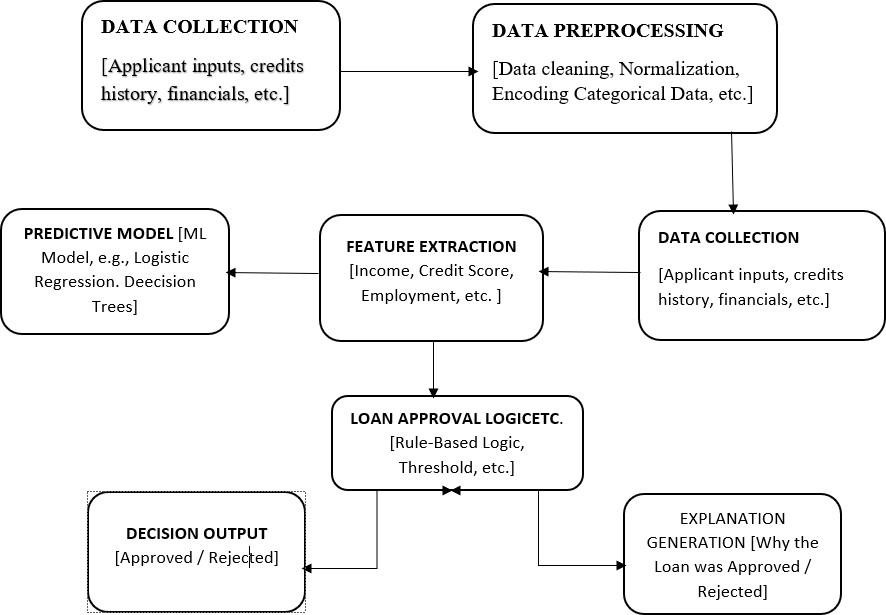 DATA COLLECTION
[Applicant inputs, credits
history, financials, etc.]
DATA PREPROCESSING
[Data cleaning, Normalization,
Encoding Categorical Data, etc.]
PREDICTIVE MODEL [ML
Model, e.g., Logistic
Regression. Deecision
Trees]
FEATURE EXTRACTION
[Income, Credit Score,
Employment, etc. ]
DATA COLLECTION
[Applicant inputs, credits
history, financials, etc.]
LOAN APPROVAL LOGICETC.
[Rule-Based Logic,
Threshold, etc.]
DECISION OUTPUT
[Approved / Rejected]
EXPLANATION
GENERATION [Why the
Loan was Approved /
Rejected]